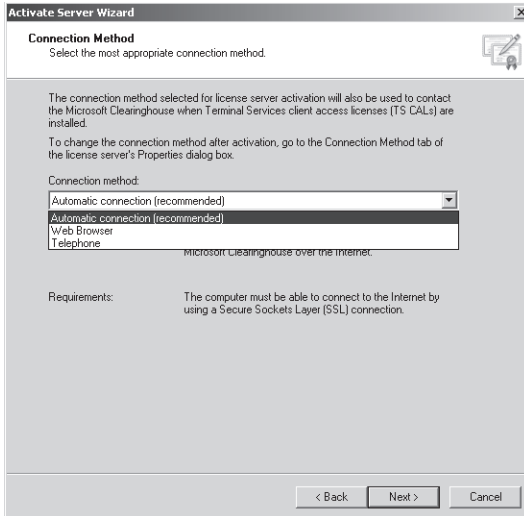 Activate Server Wizard
Connection Method
Select the most appropriate connection method.
The connection method selected for license server activation will also be used to contact
the Microsoft Clearinghouse when Terminal Services client access licenses (TS CALs) are
installed.
To change the connection method after activation, go to the Connection Method tab of
the license server's Properties dialog box.
Connection method:
Automatic connection (recommended)
Automatic connection (recommended)
Web Browser
Telephone
Microsoft Clearinghouse over the Internet.
Requirements: The computer must be able to connect to the Internet by
using a Secure Sockets Layer (SSL) connection.
< Back Next > Cancel